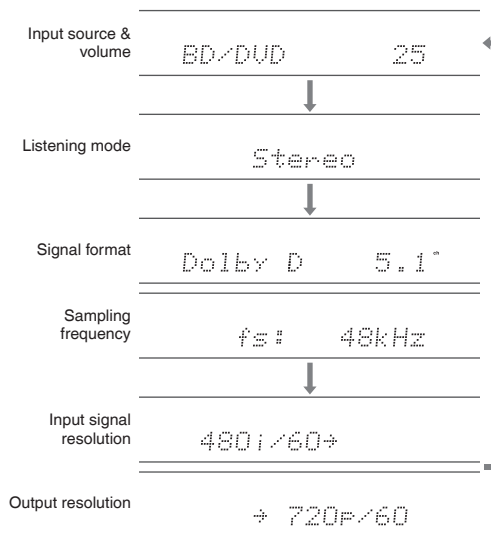 Input source &
volume
BD/DVD 25
Listening mode
Stereo
Signal format
Dolby D 5.1
Sampling
frequency
fs: 48kHz
Input signal
resolution
480i/60→
Output resolution
→ 720p/60